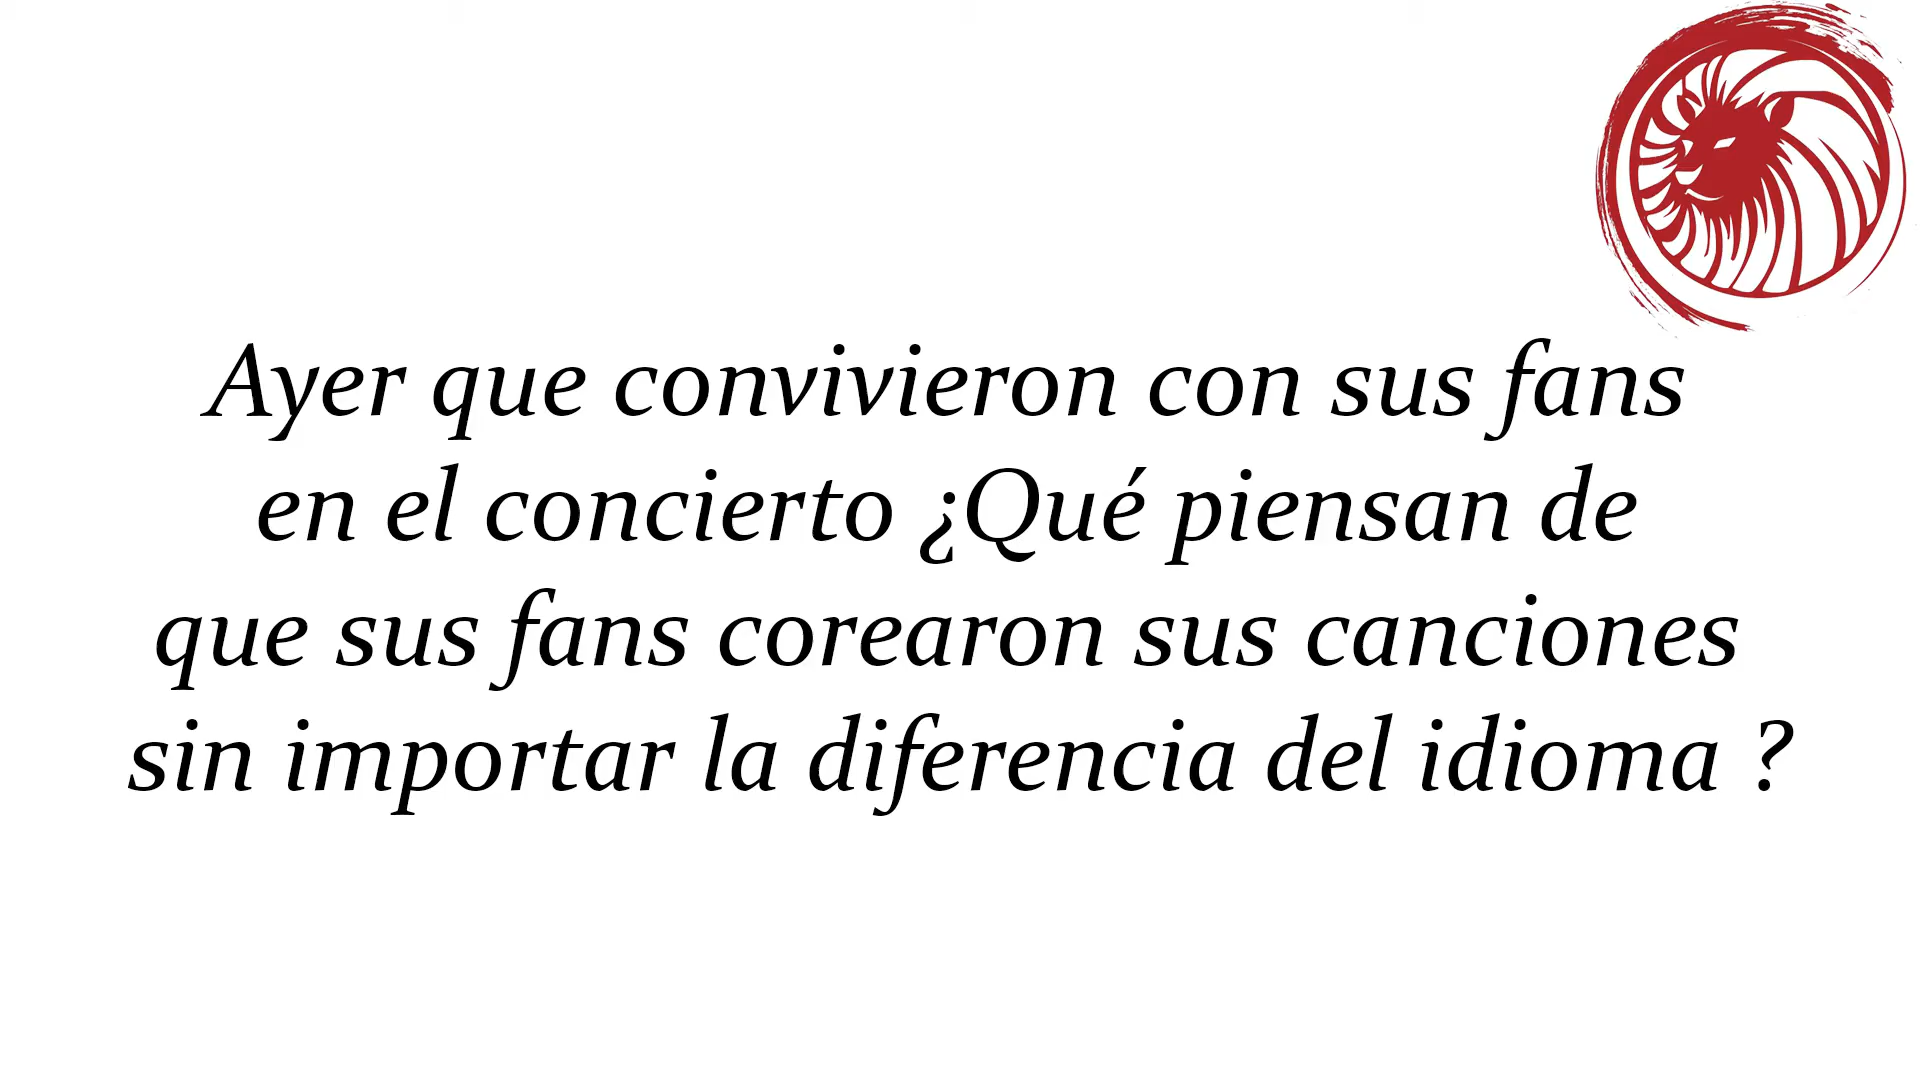 Ayer que convivieron con sus fans
en el concierto ¿Qué piensan de
que sus fans corearon sus canciones
sin importar la diferencia del idioma ?